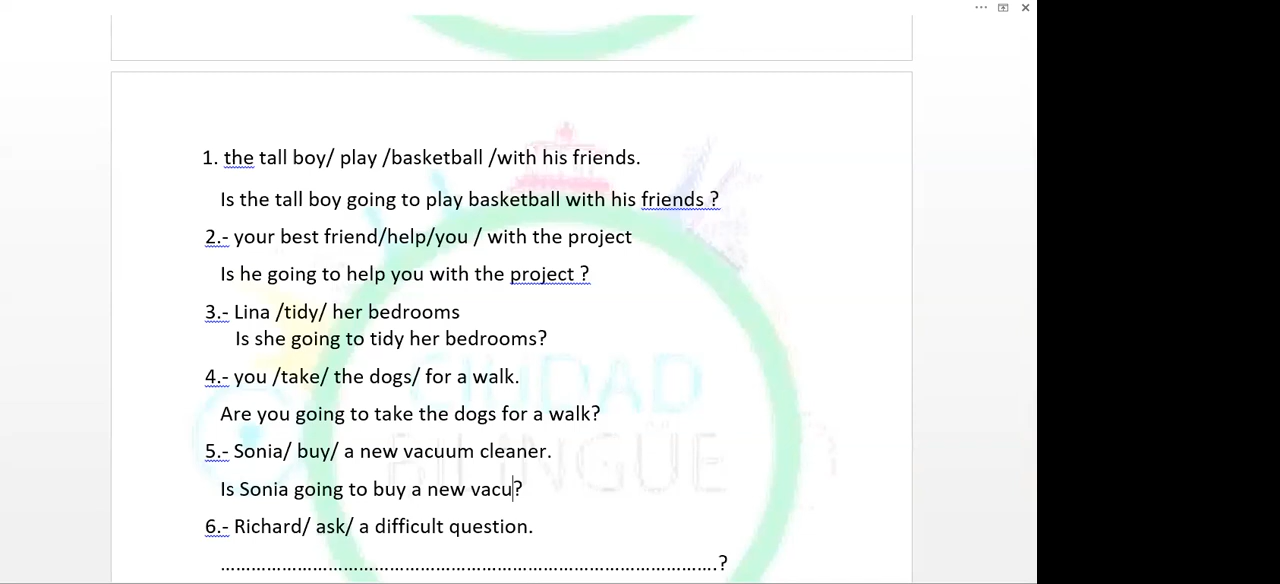 1. the tall boy/ play /basketball /with his friends.
Is the tall boy going to play basketball with his friends ?
2.- your best friend/help/you / with the project
Is he going to help you with the project ?
3.- Lina /tidy/ her bedrooms
Is she going to tidy her bedrooms?
4.- you /take/ the dogs/ for a walk.
Are you going to take the dogs for a walk?
5.- Sonia/ buy/ a new vacuum cleaner.
Is Sonia going to buy a new vacu?
6.- Richard/ ask/ a difficult question.
……………………………………………………………………………………….?
CIUDAD
BILINGUE